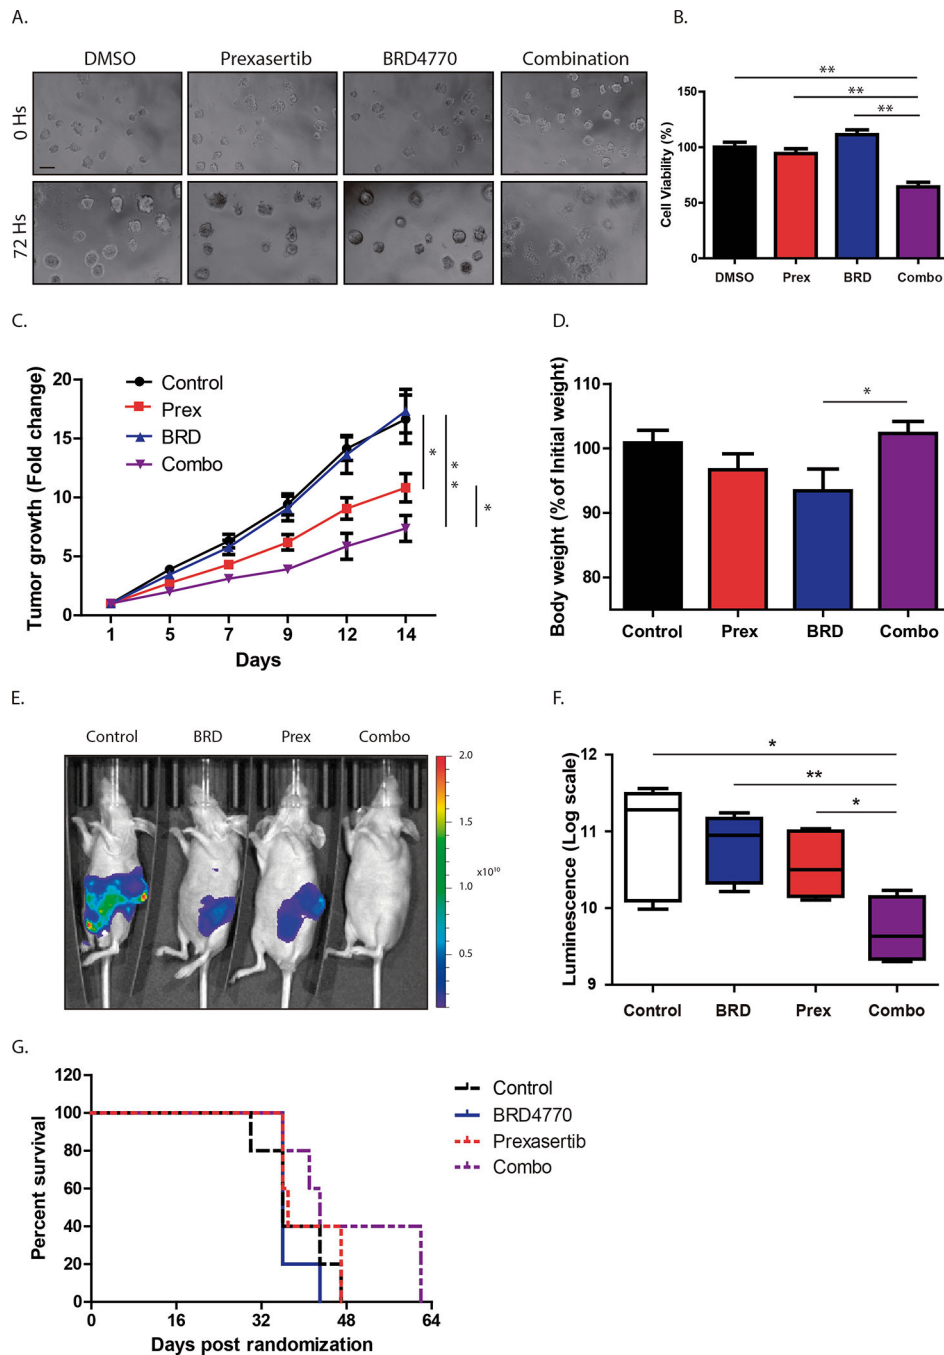 A.
DMSO Prexasertib BRD4770 Combination
0 Hs
72 Hs
B.
** 
**
**
Cell Viability (%)
150
100
50
0
DMSO Prex BRD Combo
C.
Tumor growth (Fold change)
20
15
10
5
0
Control
Prex
BRD
Combo
*
**
*
1 5 7 9 12 14
Days
D.
Body weight (%of Initial weight)
110
100
90
80
*
Control Prex BRD Combo
E.
Control BRD Prex Combo
2.0
1.5
1.0
x10¹⁰
0.5
F.
Luminescence (Log scale)
12
11
10
9
*
**
*
Control BRD Prex Combo
G.
Percent survival
120
100
80
60
40
20
0
0 16 32 48 64
Days post randomization
Control
BRD4770
Prexasertib
Combo